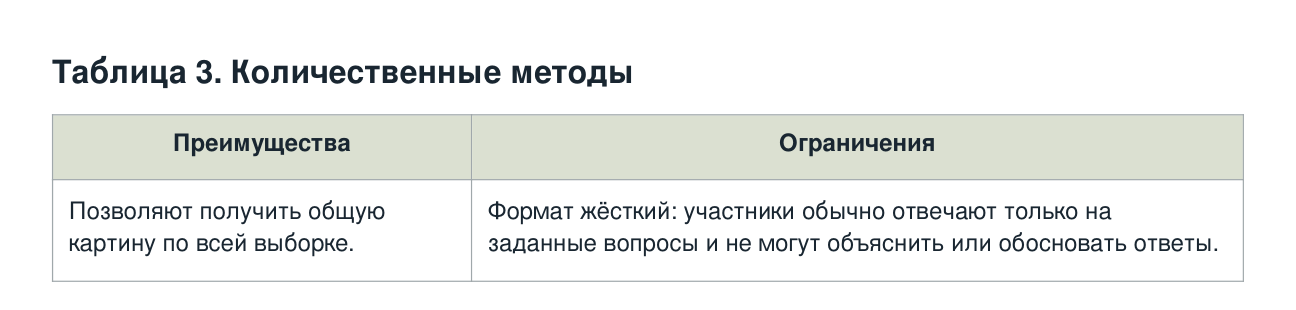 Таблица 3. Количественные методы
Преимущества
Ограничения
Позволяют получить общую
картину по всей выборке.
Формат жёсткий: участники обычно отвечают только на
заданные вопросы и не могут объяснить или обосновать ответы.